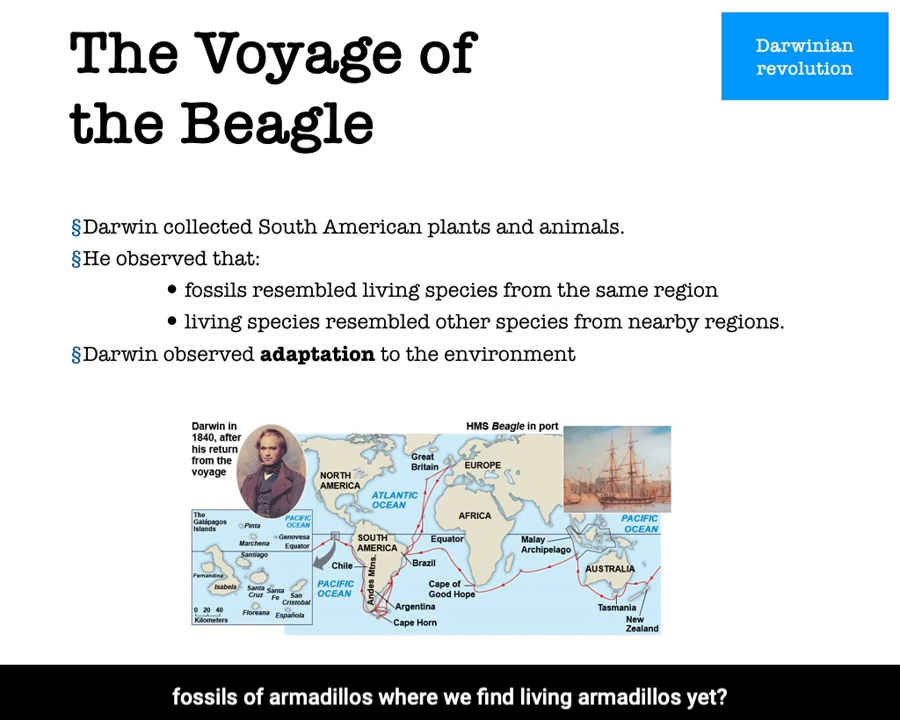 The Voyage of
the Beagle
Darwinian
revolution
§Darwin collected South American plants and animals.
§He observed that:
• fossils resembled living species from the same region
• living species resembled other species from nearby regions.
§Darwin observed adaptation to the environment
Darwin in
1840, after
his return
from the
voyage
HMS Beagle in port
Great
Britain
EUROPE
NORTH
AMERICA
ATLANTIC
OCEAN
AFRICA
The
Galápagos
Islands
PACIFIC
OCEAN
Pinta
Genovesa
Marchena
Equator
Santiago
Fernandina
Isabela
Santa
Cruz
Santa
Fe
San
Cristobal
Floreana
Española
0 20 40
Kilometers
SOUTH
AMERICA
Equator
Malay
Archipelago
PACIFIC
OCEAN
Chile
Brazil
AUSTRALIA
PACIFIC
OCEAN
Andes Mtns.
Cape of
Good Hope
Argentina
Cape Horn
Tasmania
New
Zealand
fossils of armadillos where we find living armadillos yet?